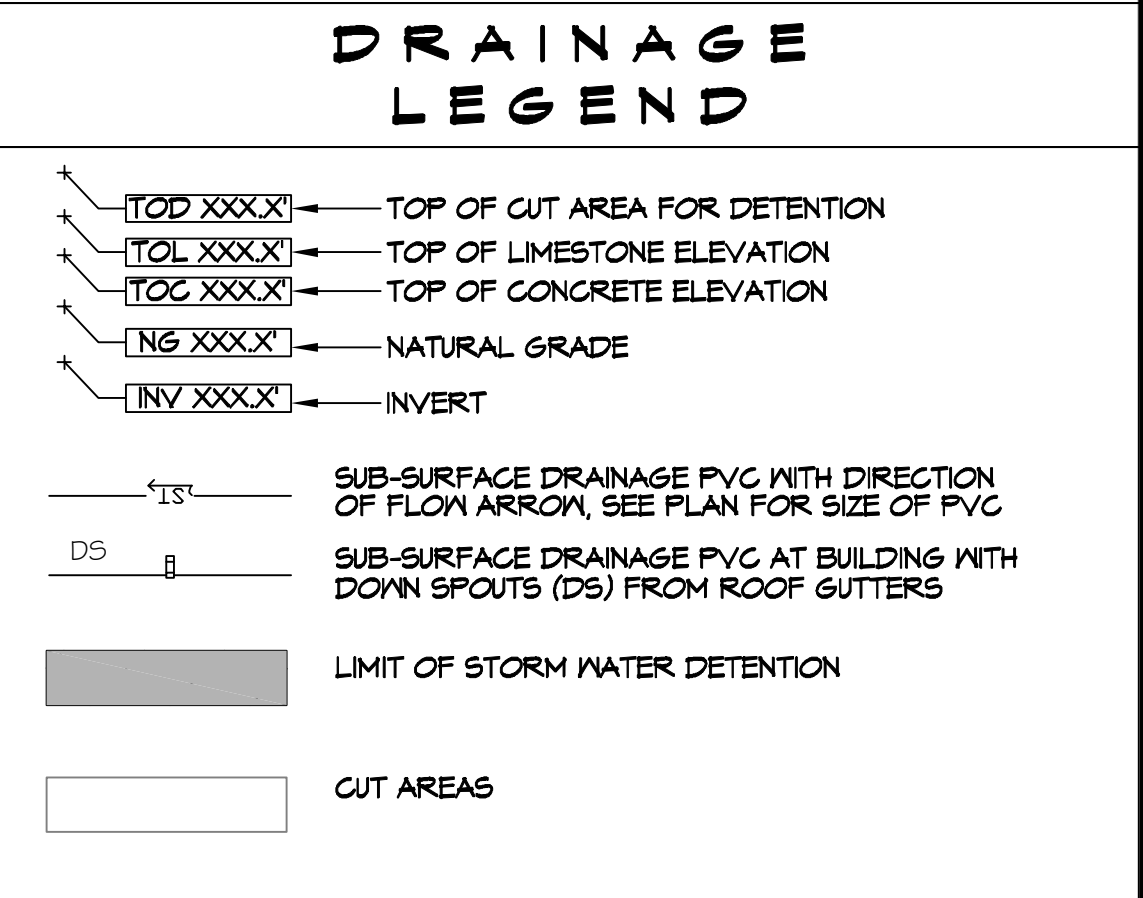 DRAINAGE
LEGEND
TOD XXX.X' TOP OF CUT AREA FOR DETENTION
TOL XXX.X' TOP OF LIMESTONE ELEVATION
TOC XXX.X' TOP OF CONCRETE ELEVATION
NG XXX.X' NATURAL GRADE
INV XXX.X' INVERT
ST
SUB-SURFACE DRAINAGE PVC WITH DIRECTION
OF FLOW ARROW, SEE PLAN FOR SIZE OF PVC
DS
SUB-SURFACE DRAINAGE PVC AT BUILDING WITH
DOWN SPOUTS (DS) FROM ROOF GUTTERS
LIMIT OF STORM WATER DETENTION
CUT AREAS